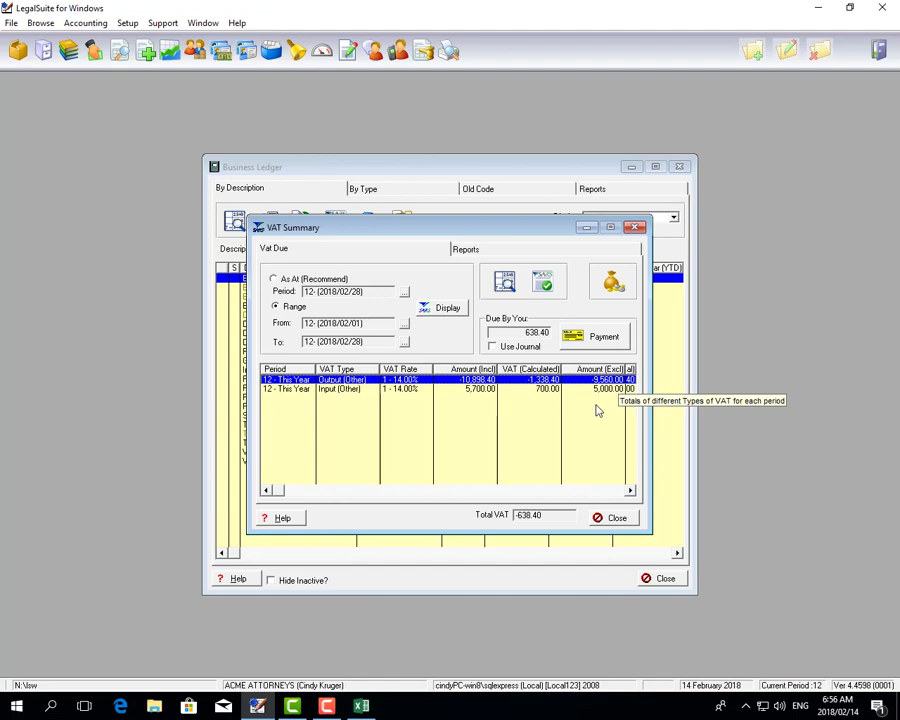 LegalSuite for Windows
File Browse Accounting Setup Support Window Help
Business Ledger
By Description By Type Old Code Reports
VAT Summary
Vat Due Reports
As At (Recommend)
Period: 12- (2018/02/28) ...
Range
From: 12- (2018/02/01) ...
To: 12- (2018/02/28) ...
Display
Due By You:
638.40
Use Journal
Payment
Period VAT Type VAT Rate Amount (Incl) VAT (Calculated) Amount (Excl) al)
12 - This Year Output (Other) 1 - 14.00% -10,898.40 -1,338.40 -9,560.00 40
12 - This Year Input (Other) 1 - 14.00% 5,700.00 700.00 5,000.00 00
Totals of different Types of VAT for each period
Descrip S ar (YTD)
? Help Total VAT -638.40 Close
? Help Hide Inactive? Close
N:\lsw ACME ATTORNEYS (Cindy Kruger) cindyPC-win8\sqlexpress (Local) [Local123] 2008 14 February 2018 Current Period :12 Ver 4.4598 (0001)
ENG 6:56 AM
2018/02/14